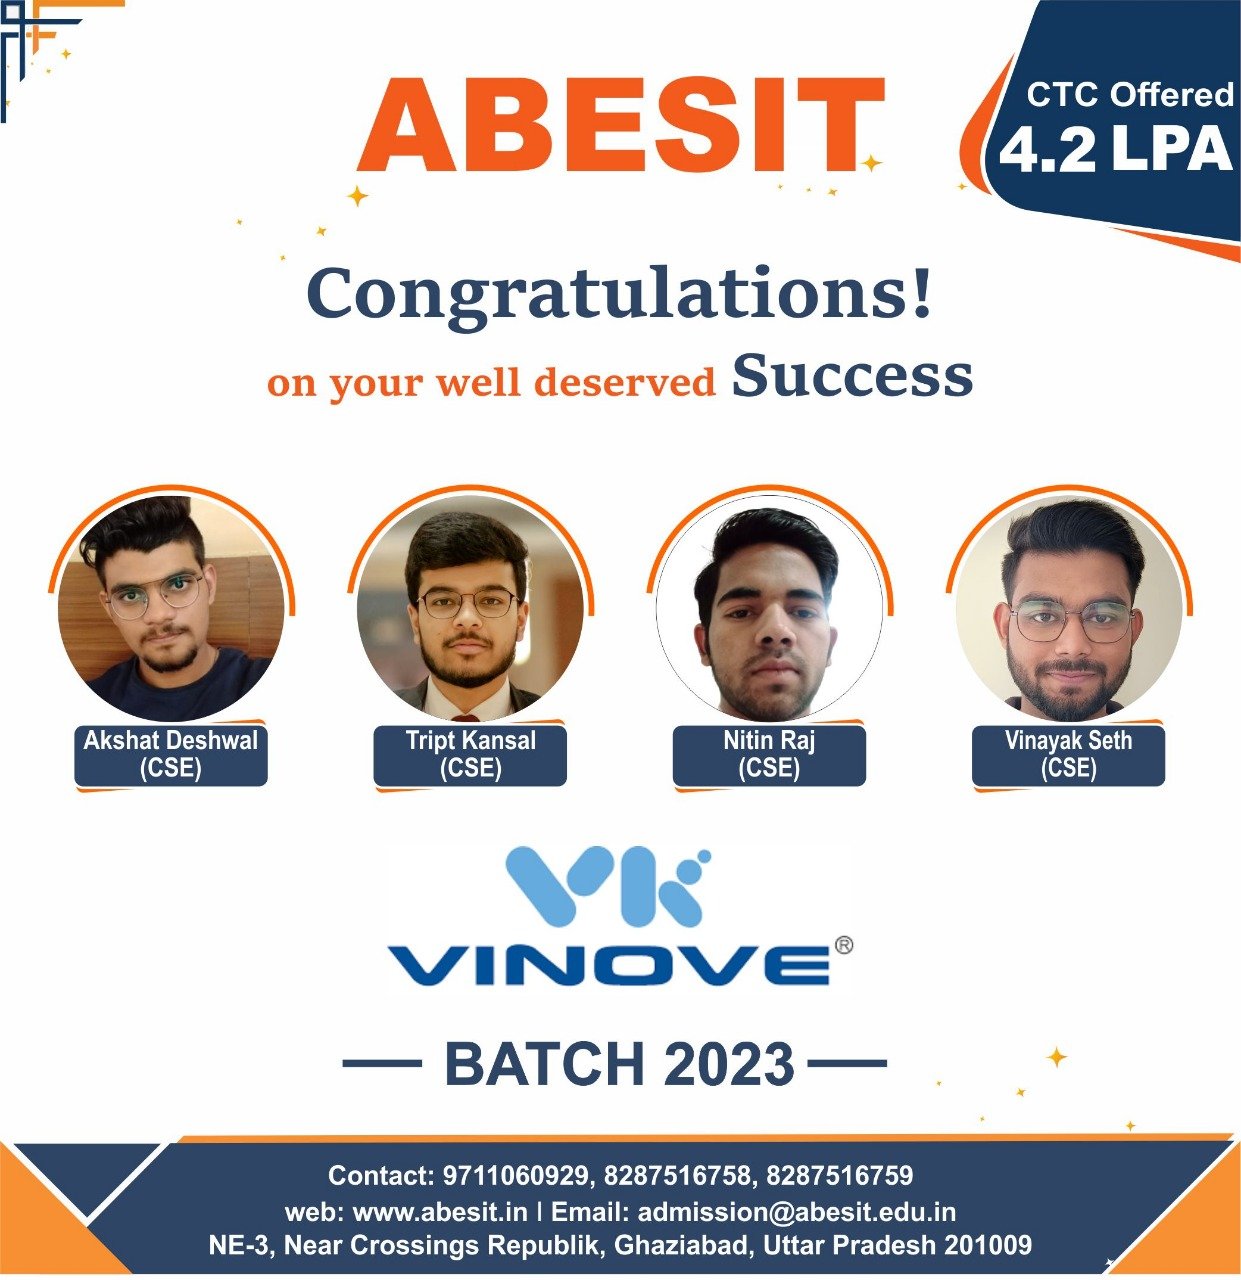 CTC Offered
4.2 LPA
ABESIT
Congratulations!
on your well deserved Success
Akshat Deshwal
(CSE)
Tript Kansal
(CSE)
Nitin Raj
(CSE)
Vinayak Seth
(CSE)
VINOVE®
BATCH 2023
Contact: 9711060929, 8287516758, 8287516759
web: www.abesit.in | Email: admission@abesit.edu.in
NE-3, Near Crossings Republik, Ghaziabad, Uttar Pradesh 201009